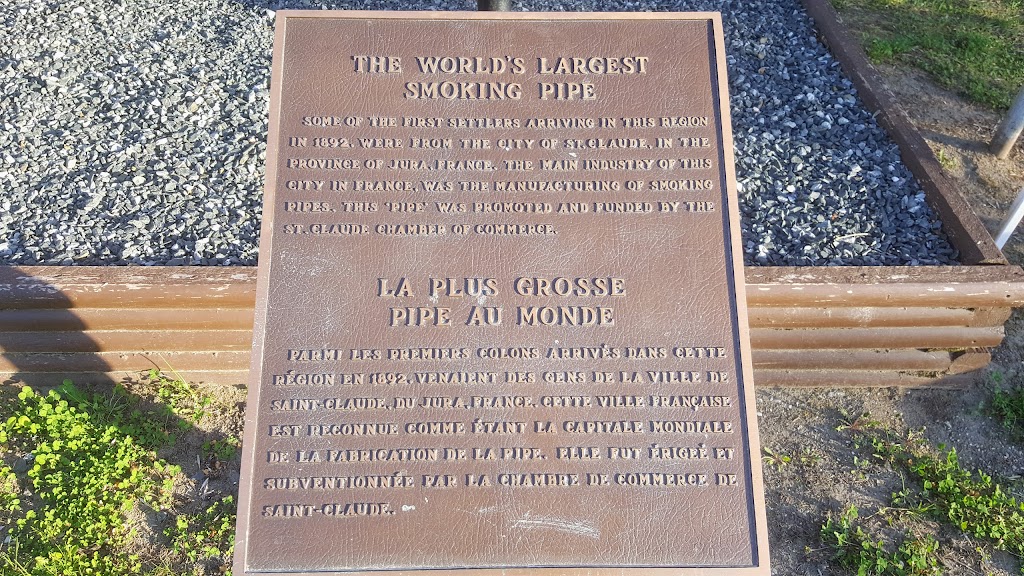 THE WORLD'S LARGEST
SMOKING PIPE
SOME OF THE FIRST SETTLERS ARRIVING IN THIS REGION
IN 1892, WERE FROM THE CITY OF ST. CLAUDE, IN THE
PROVINCE OF JURA, FRANCE. THE MAIN INDUSTRY OF THIS
CITY IN FRANCE, WAS THE MANUFACTURING OF SMOKING
PIPES. THIS 'PIPE' WAS PROMOTED AND FUNDED BY THE
ST. CLAUDE CHAMBER OF COMMERCE.
LA PLUS GROSSE
PIPE AU MONDE
PARMI LES PREMIERS COLONS ARRIVÉS DANS CETTE
RÉGION EN 1892, VENAIENT DES GENS DE LA VILLE DE
SAINT-CLAUDE, DU JURA, FRANCE. CETTE VILLE FRANÇAISE
EST RECONNUE COMME ÉTANT LA CAPITALE MONDIALE
DE LA FABRICATION DE LA PIPE. ELLE FUT ÉRIGEÉ ET
SUBVENTIONNÉE PAR LA CHAMBRE DE COMMERCE DE
SAINT-CLAUDE.